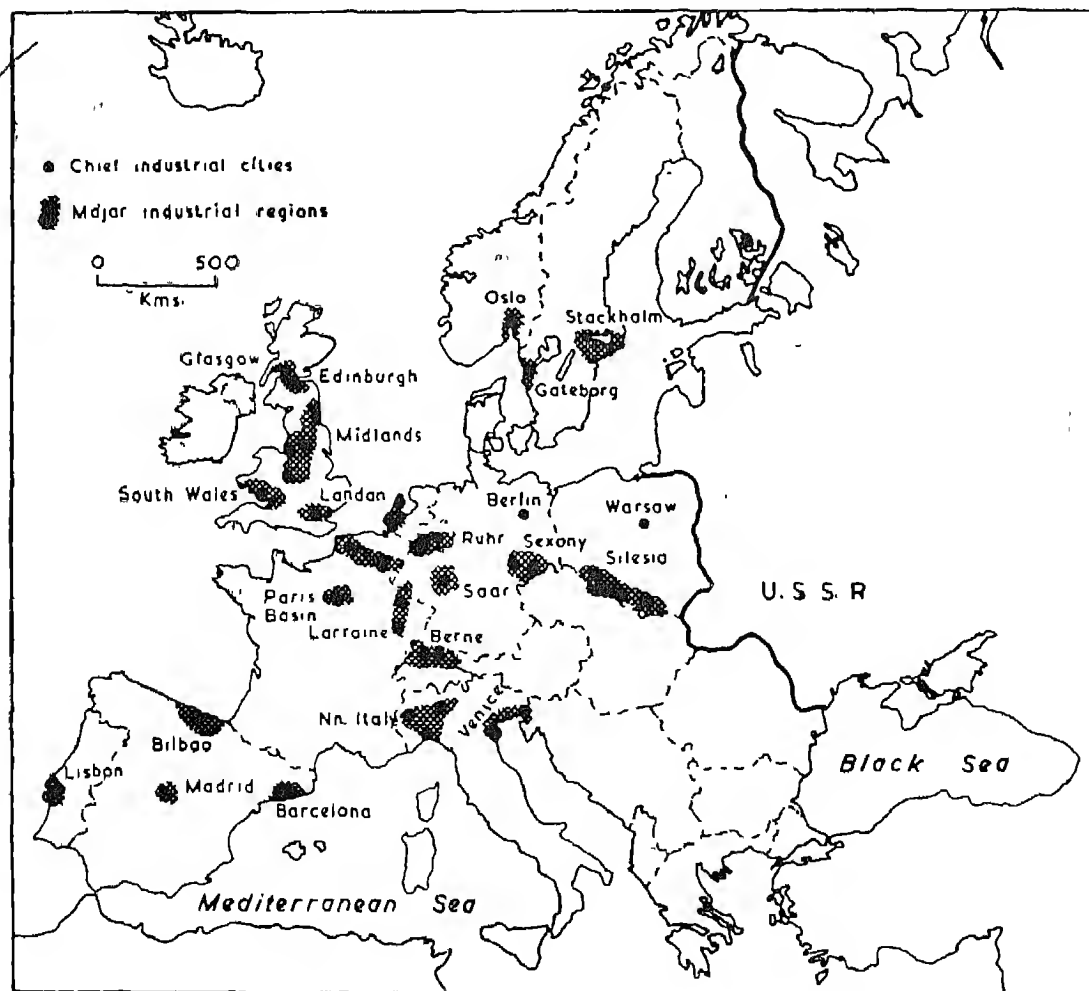 Chief industrial cities
Majar industrial regions
0 500
Kms.
Oslo
Stackhalm
Glasgow
Edinburgh
Gateborg
Midlands
South Wales
Landan
Berlin
Warsaw
Ruhr
Sexony
Silesia
Saar
U.S.S.R
Paris
Basin
Larraine
Berne
Nn. Italy
Venice
Bilbao
Black Sea
Lisbon
Madrid
Barcelona
Mediterranean Sea